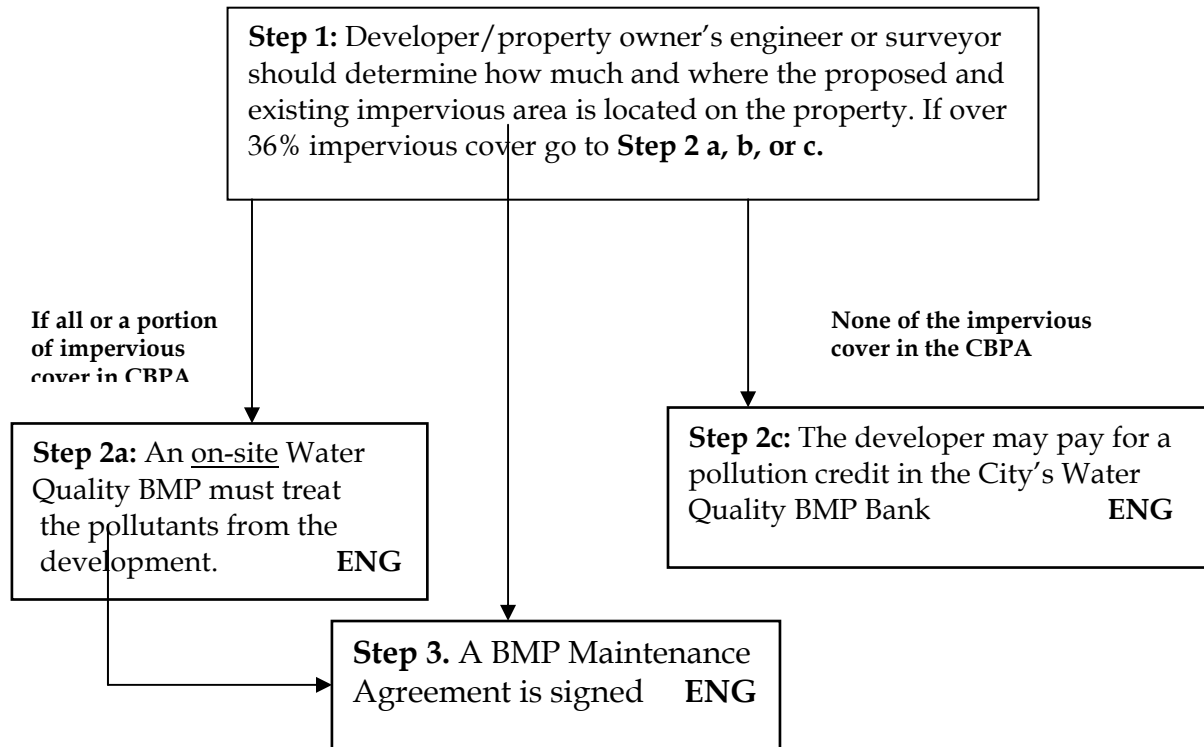 Step 1: Developer/property owner’s engineer or surveyor
should determine how much and where the proposed and
existing impervious area is located on the property. If over
36% impervious cover go to Step 2 a, b, or c.
If all or a portion
of impervious
cover in CBPA
None of the impervious
cover in the CBPA
Step 2a: An on-site Water
Quality BMP must treat
the pollutants from the
development. ENG
Step 2c: The developer may pay for a
pollution credit in the City’s Water
Quality BMP Bank ENG
Step 3. A BMP Maintenance
Agreement is signed ENG